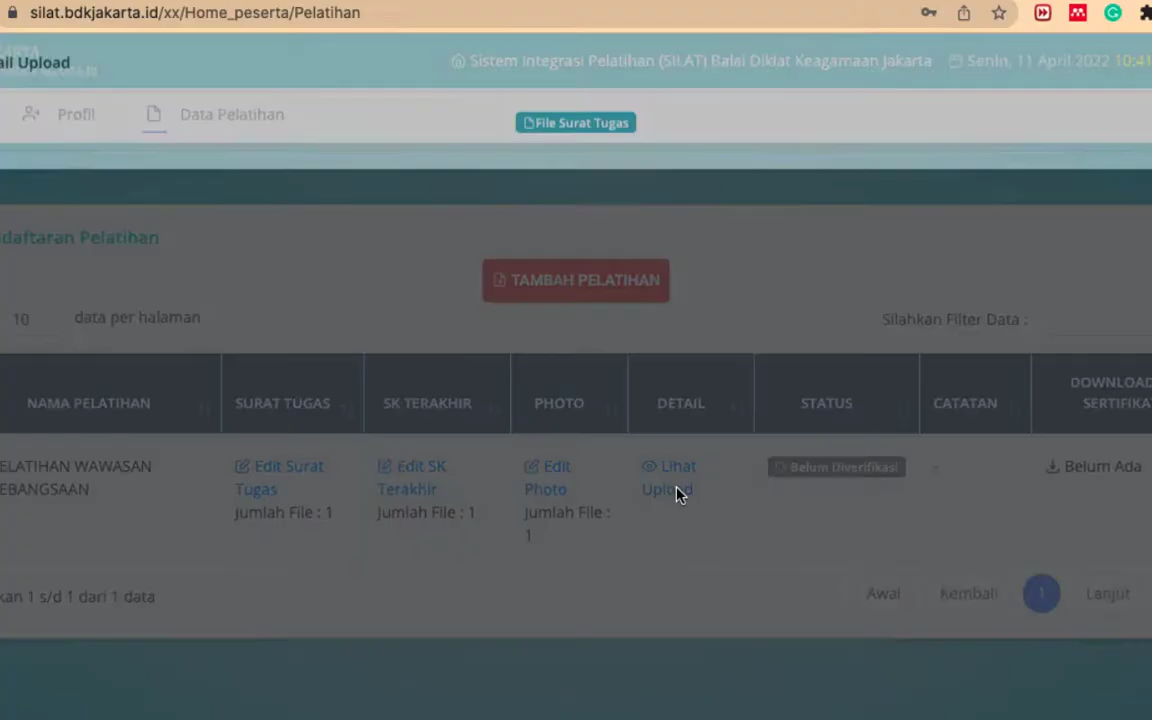 silat.bdkjakarta.id/xx/Home_peserta/Pelatihan
ail Upload
Sistem Integrasi Pelatihan (SILAT) Balai Diklat Keagamaan Jakarta
Senin, 11 April 2022 10:41
Profil
Data Pelatihan
File Surat Tugas
daftaran Pelatihan
TAMBAH PELATIHAN
10 data per halaman
Silahkan Filter Data :
NAMA PELATIHAN
SURAT TUGAS
SK TERAKHIR
PHOTO
DETAIL
STATUS
CATATAN
DOWNLOAD
SERTIFIKA
ELATIHAN WAWASAN
EBANGSAAN
Edit Surat
Tugas
Jumlah File : 1
Edit SK
Terakhir
Jumlah File : 1
Edit
Photo
Jumlah File :
1
Lihat
Upload
Belum Diverifikasi
-
Belum Ada
kan 1 s/d 1 dari 1 data
Awal
Kembali
1
Lanjut